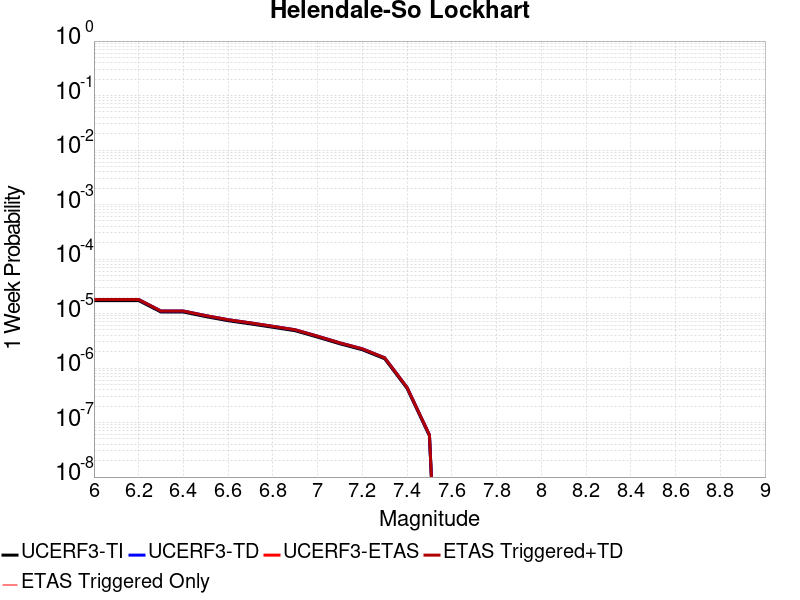 Helendale-So Lockhart
10^0
10^-1
10^-2
10^-3
10^-4
10^-5
10^-6
10^-7
10^-8
1 Week Probability
6 6.2 6.4 6.6 6.8 7 7.2 7.4 7.6 7.8 8 8.2 8.4 8.6 8.8 9
Magnitude
UCERF3-TI UCERF3-TD UCERF3-ETAS ETAS Triggered+TD
ETAS Triggered Only